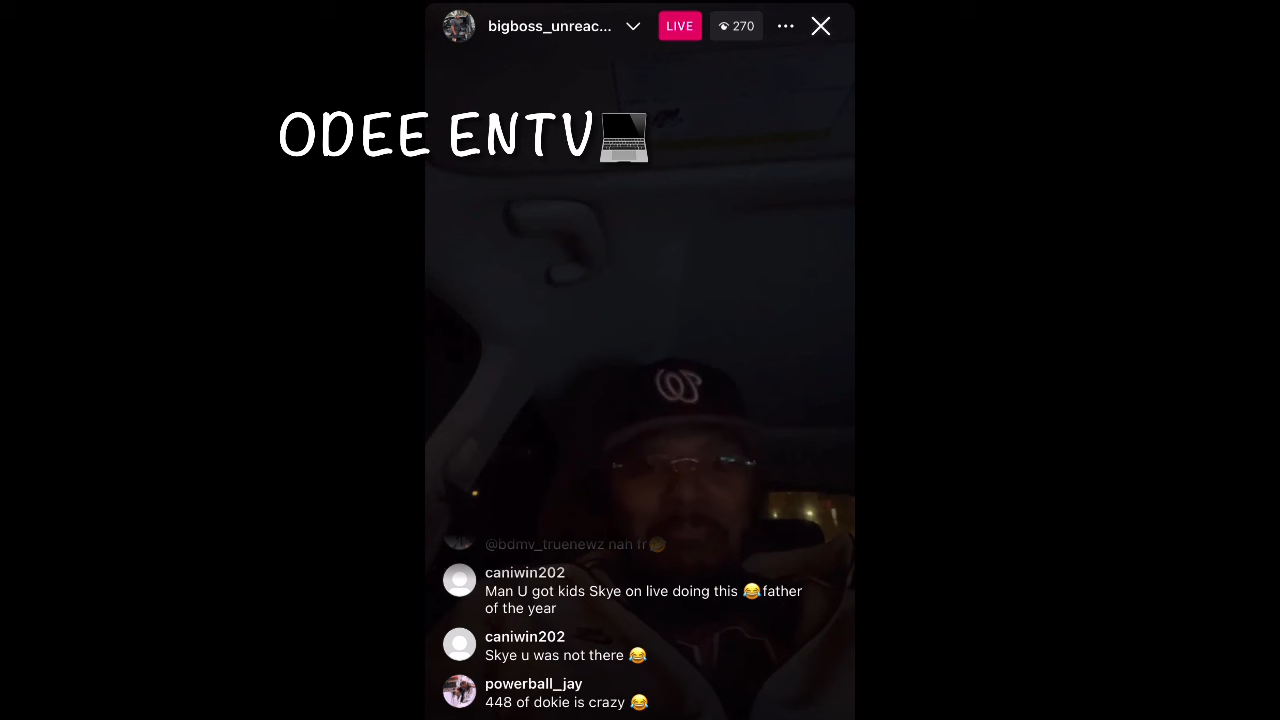 bigboss_unreac...
LIVE
270
ODEE ENTV💻
W
@bdmv_truenewz nah fr
caniwin202
Man U got kids Skye on live doing this 😂father
of the year
caniwin202
Skye u was not there 😂
powerball_jay
448 of dokie is crazy 😂